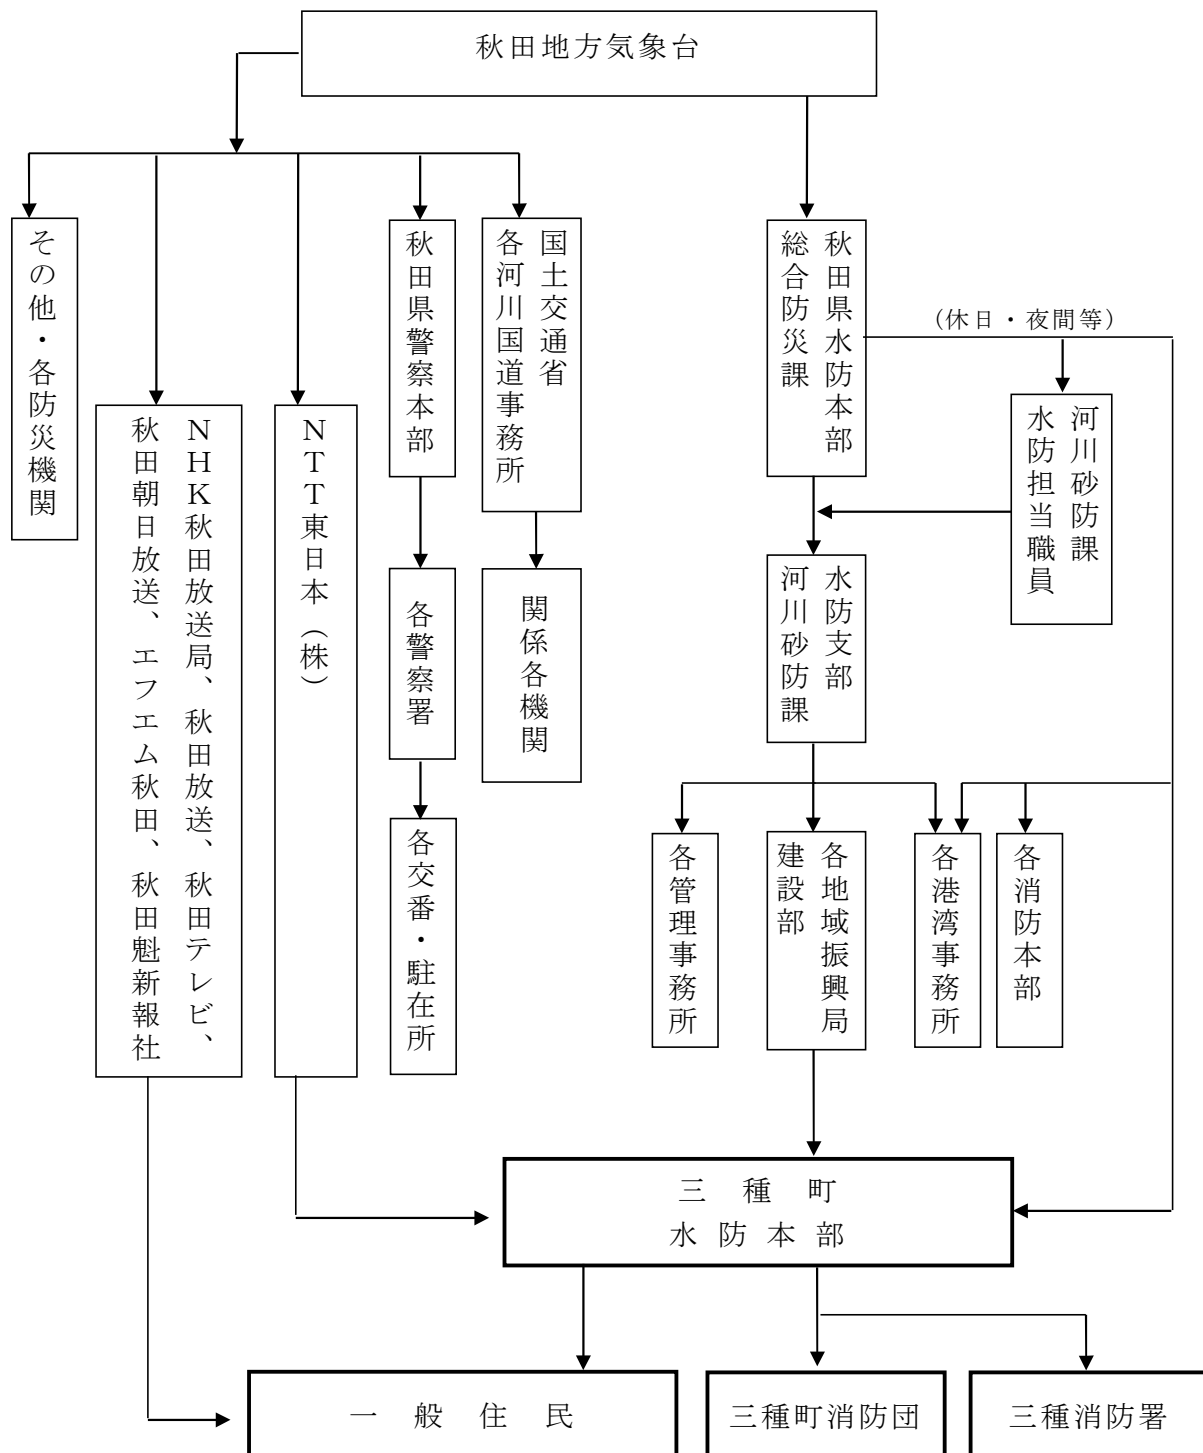 秋田地方気象台
その他・各防災機関
NHK秋田放送局、秋田放送、秋田テレビ、
秋田朝日放送、エフエム秋田、秋田魁新報社
NTT東日本(株)
秋田県警察本部
国土交通省
各河川国道事務所
秋田県水防本部
総合防災課
(休日・夜間等)
河川砂防課
水防担当職員
各警察署
関係各機関
水防支部
河川砂防課
各交番・駐在所
各管理事務所
各地域振興局
建設部
各港湾事務所
各消防本部
三種町
水防本部
一般住民
三種町消防団
三種消防署